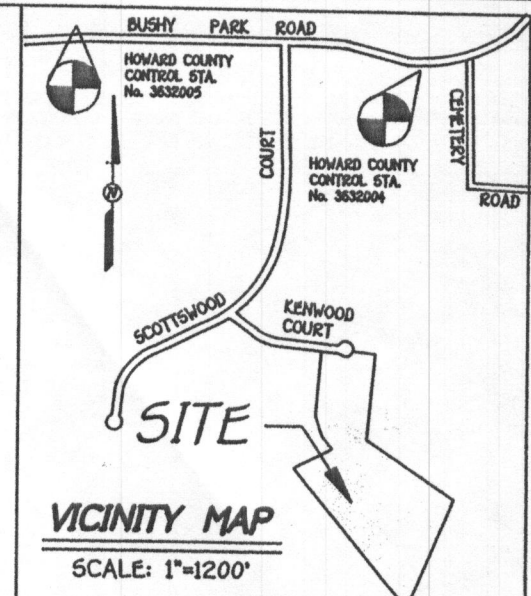 BUSHY PARK ROAD
HOWARD COUNTY
CONTROL STA.
No. 3632005
N
COURT
HOWARD COUNTY
CONTROL STA.
No. 3632004
CEMETERY
ROAD
SCOTTSWOOD
KENWOOD
COURT
SITE
VICINITY MAP
SCALE: 1"=1200'